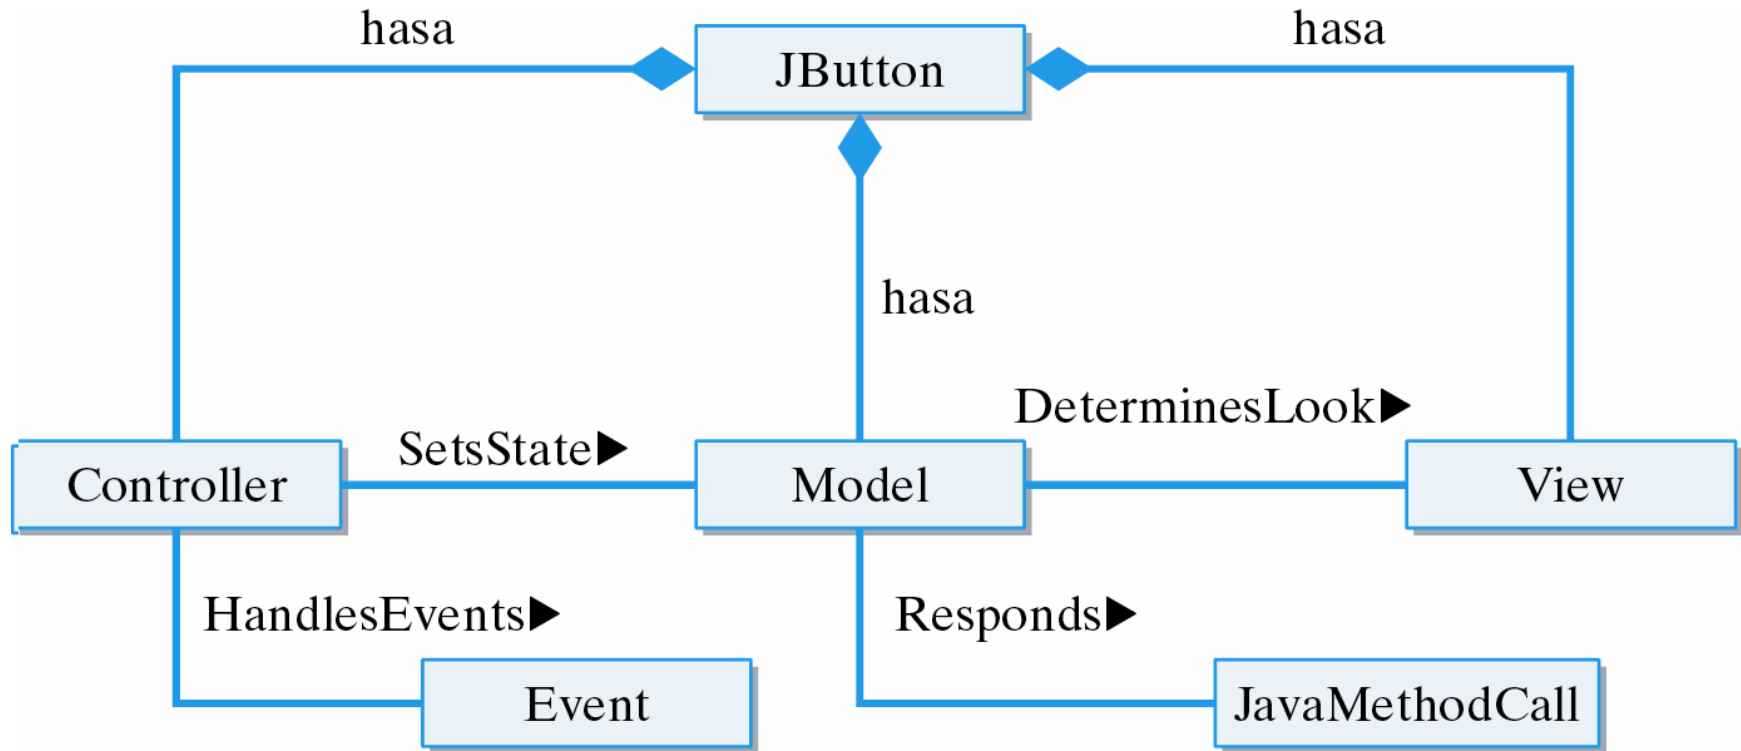 hasa
JButton
hasa
hasa
DeterminesLook▶
SetsState▶
Controller
Model
View
HandlesEvents▶
Responds▶
Event
JavaMethodCall